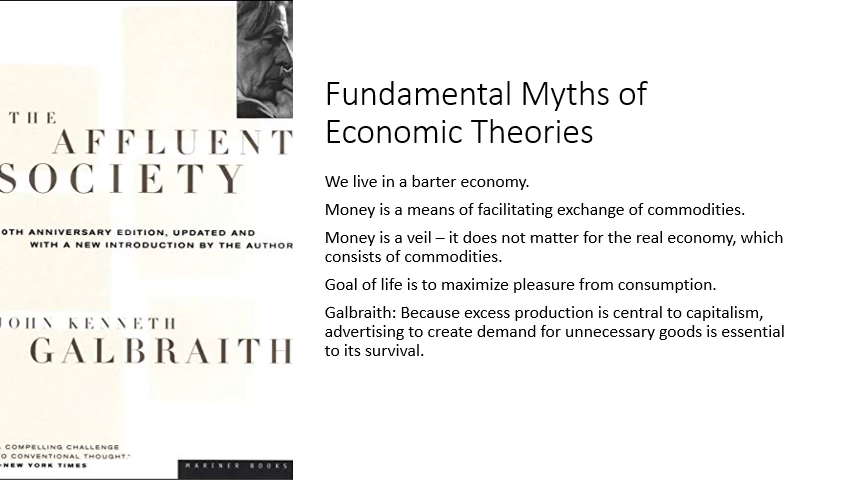 THE
AFFLUENT
SOCIETY
0TH ANNIVERSARY EDITION, UPDATED AND
WITH A NEW INTRODUCTION BY THE AUTHOR
JOHN KENNETH
GALBRAITH
A COMPELLING CHALLENGE
TO CONVENTIONAL THOUGHT."
—NEW YORK TIMES
MARINER BOOKS
Fundamental Myths of
Economic Theories
We live in a barter economy.
Money is a means of facilitating exchange of commodities.
Money is a veil – it does not matter for the real economy, which
consists of commodities.
Goal of life is to maximize pleasure from consumption.
Galbraith: Because excess production is central to capitalism,
advertising to create demand for unnecessary goods is essential
to its survival.